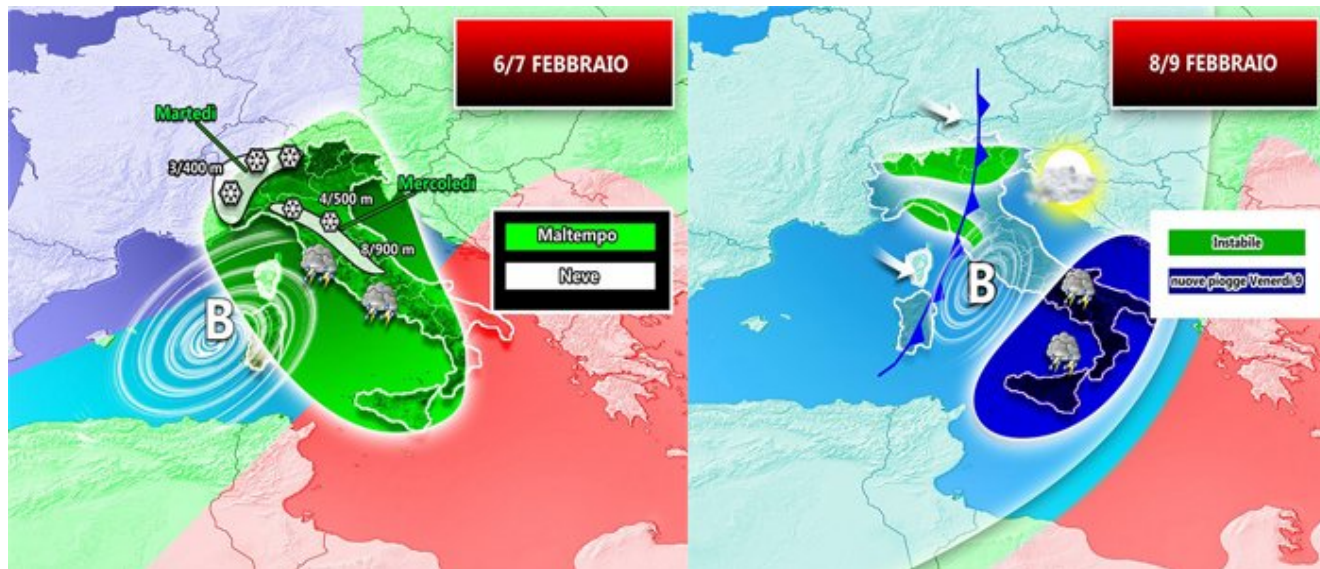 6/7 FEBBRAIO
Martedì
3/400 m
Mercoledì
4/500 m
8/900 m
B
Maltempo
Neve
8/9 FEBBRAIO
B
Instabile
nuove piogge Venerdì 9